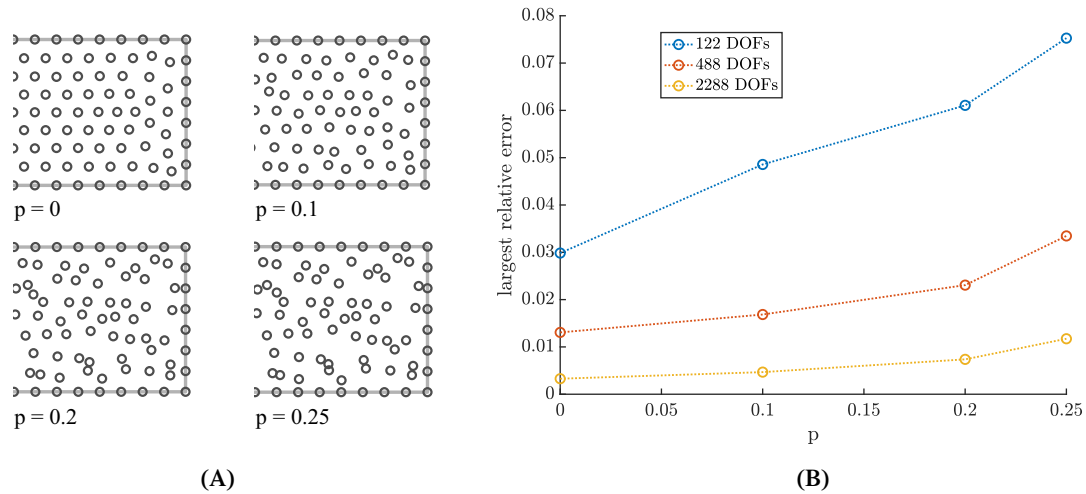 p = 0
p = 0.1
p = 0.2
p = 0.25
(A)
0.08
0.07
0.06
0.05
0.04
0.03
0.02
0.01
0
largest relative error
122 DOFs
488 DOFs
2288 DOFs
0
0.05
0.1
0.15
0.2
0.25
p
(B)